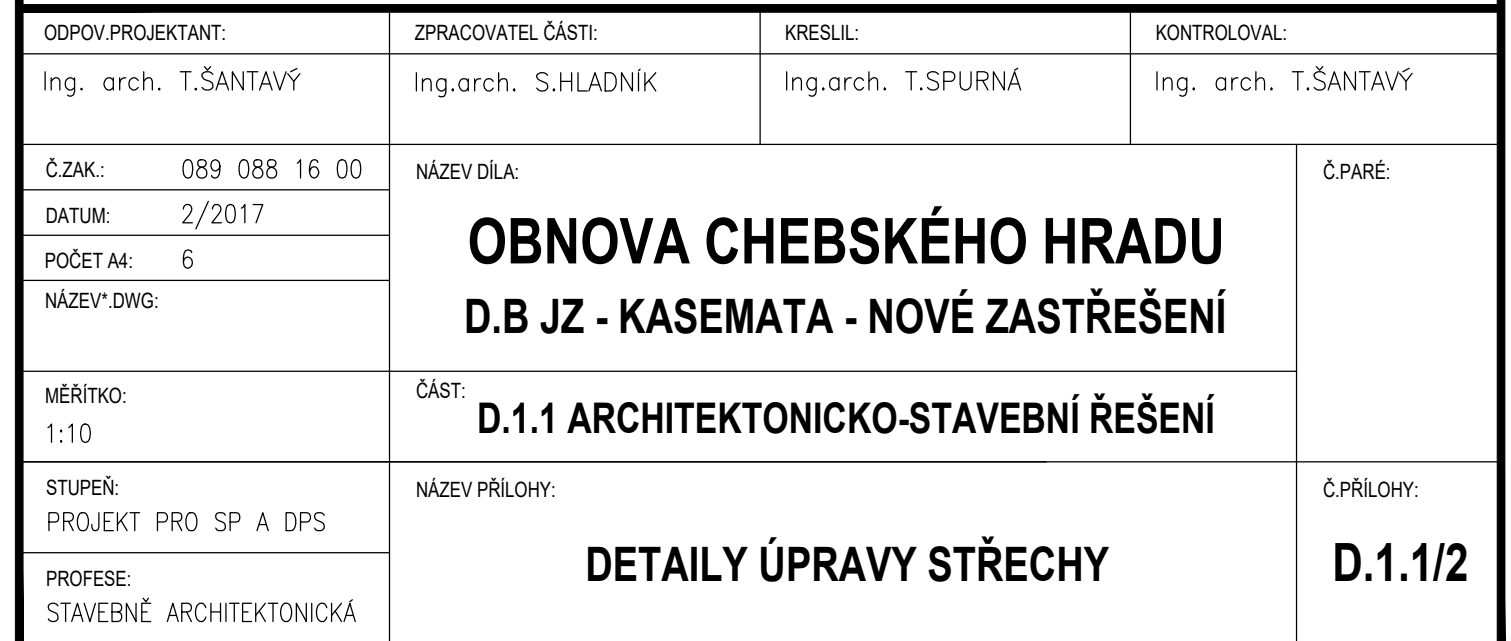 ODPOV.PROJEKTANT:
Ing. arch. T.ŠANTAVÝ
ZPRACOVATEL ČÁSTI:
Ing.arch. S.HLADNÍK
KRESLIL:
Ing.arch. T.SPURNÁ
KONTROLOVAL:
Ing. arch. T.ŠANTAVÝ
Č.ZAK.: 089 088 16 00
DATUM: 2/2017
POČET A4: 6
NÁZEV*.DWG:
NÁZEV DÍLA:
OBNOVA CHEBSKÉHO HRADU
D.B JZ - KASEMATA - NOVÉ ZASTŘEŠENÍ
Č.PARÉ:
MĚŘÍTKO:
1:10
ČÁST:
D.1.1 ARCHITEKTONICKO-STAVEBNÍ ŘEŠENÍ
STUPEŇ:
PROJEKT PRO SP A DPS
PROFESE:
STAVEBNĚ ARCHITEKTONICKÁ
NÁZEV PŘÍLOHY:
DETAILY ÚPRAVY STŘECHY
Č.PŘÍLOHY:
D.1.1/2